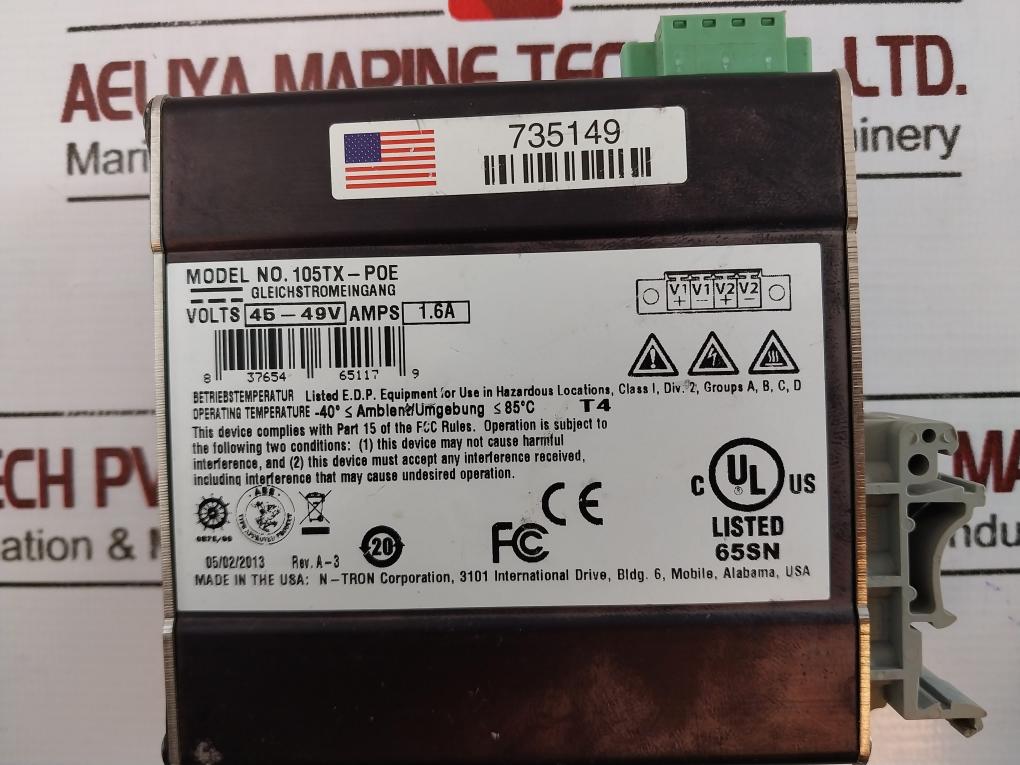 AELIYA MARINE TEC LTD.
Mari inery
735149
MODEL NO. 105TX-POE
GLEICHSTROMEINGANG
VOLTS 45 - 49V AMPS 1.6A
V1 V1 V2 V2
+ - + -
8 37654 65117 9
BETRIEBSTEMPERATUR Listed E.D.P. Equipment for Use in Hazardous Locations, Class I, Div. 2, Groups A, B, C, D
OPERATING TEMPERATURE -40° ≤ Ambient/Umgebung ≤ 85°C T4
This device complies with Part 15 of the FCC Rules. Operation is subject to
the following two conditions: (1) this device may not cause harmful
interference, and (2) this device must accept any interference received,
including interference that may cause undesired operation.
ABS
TYPE APPROVED PRODUCT
20
FC CE
C UL US
LISTED
65SN
05/02/2013 Rev. A-3
MADE IN THE USA: N-TRON Corporation, 3101 International Drive, Bldg. 6, Mobile, Alabama, USA
ECH PV MA
ation & Indu